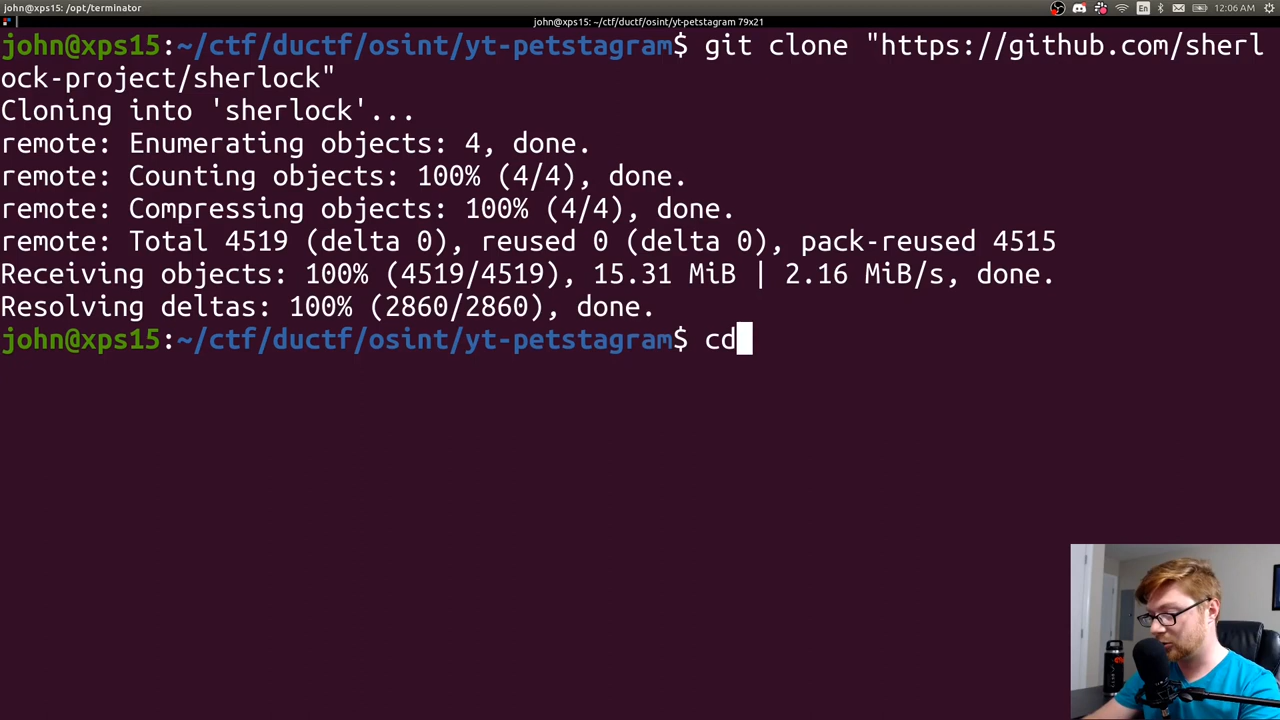 john@xps15: /opt/terminator
En
12:06 AM
john@xps15: ~/ctf/ductf/osint/yt-petstagram 79x21
john@xps15:~/ctf/ductf/osint/yt-petstagram$ git clone "https://github.com/sherl
ock-project/sherlock"
Cloning into 'sherlock'...
remote: Enumerating objects: 4, done.
remote: Counting objects: 100% (4/4), done.
remote: Compressing objects: 100% (4/4), done.
remote: Total 4519 (delta 0), reused 0 (delta 0), pack-reused 4515
Receiving objects: 100% (4519/4519), 15.31 MiB | 2.16 MiB/s, done.
Resolving deltas: 100% (2860/2860), done.
john@xps15:~/ctf/ductf/osint/yt-petstagram$ cd